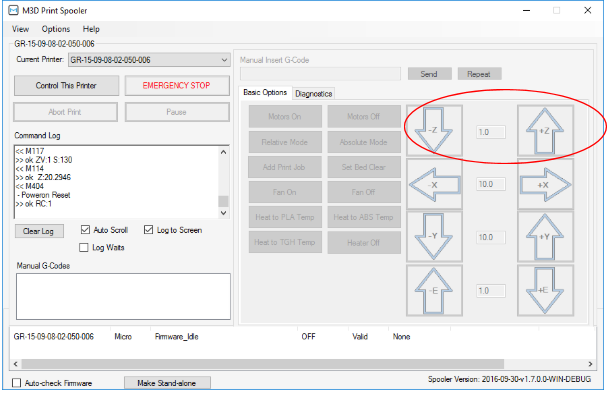 M3D Print Spooler
View Options Help
GR-15-09-08-02-050-006
Current Printer: GR-15-09-08-02-050-006
Control This Printer EMERGENCY STOP
Abort Print Pause
Command Log
<< M117
>> ok ZV:1 S:130
<< M114
>> ok Z:20.2946
<< M404
- Poweron Reset
>> ok RC:1
Clear Log Auto Scroll Log to Screen
Log Waits
Manual G-Codes
Manual Insert G-Code
Send Repeat
Basic Options Diagnostics
Motors On Motors Off
Relative Mode Absolute Mode
Add Print Job Set Bed Clear
Fan On Fan Off
Heat to PLA Temp Heat to ABS Temp
Heat to TGH Temp Heater Off
-Z 1.0 +Z
-X 10.0 +X
-Y 10.0 +Y
-E 1.0 +E
GR-15-09-08-02-050-006 Micro Firmware_Idle OFF Valid None
Auto-check Firmware Make Stand-alone Spooler Version: 2016-09-30-v1.7.0.0-WIN-DEBUG